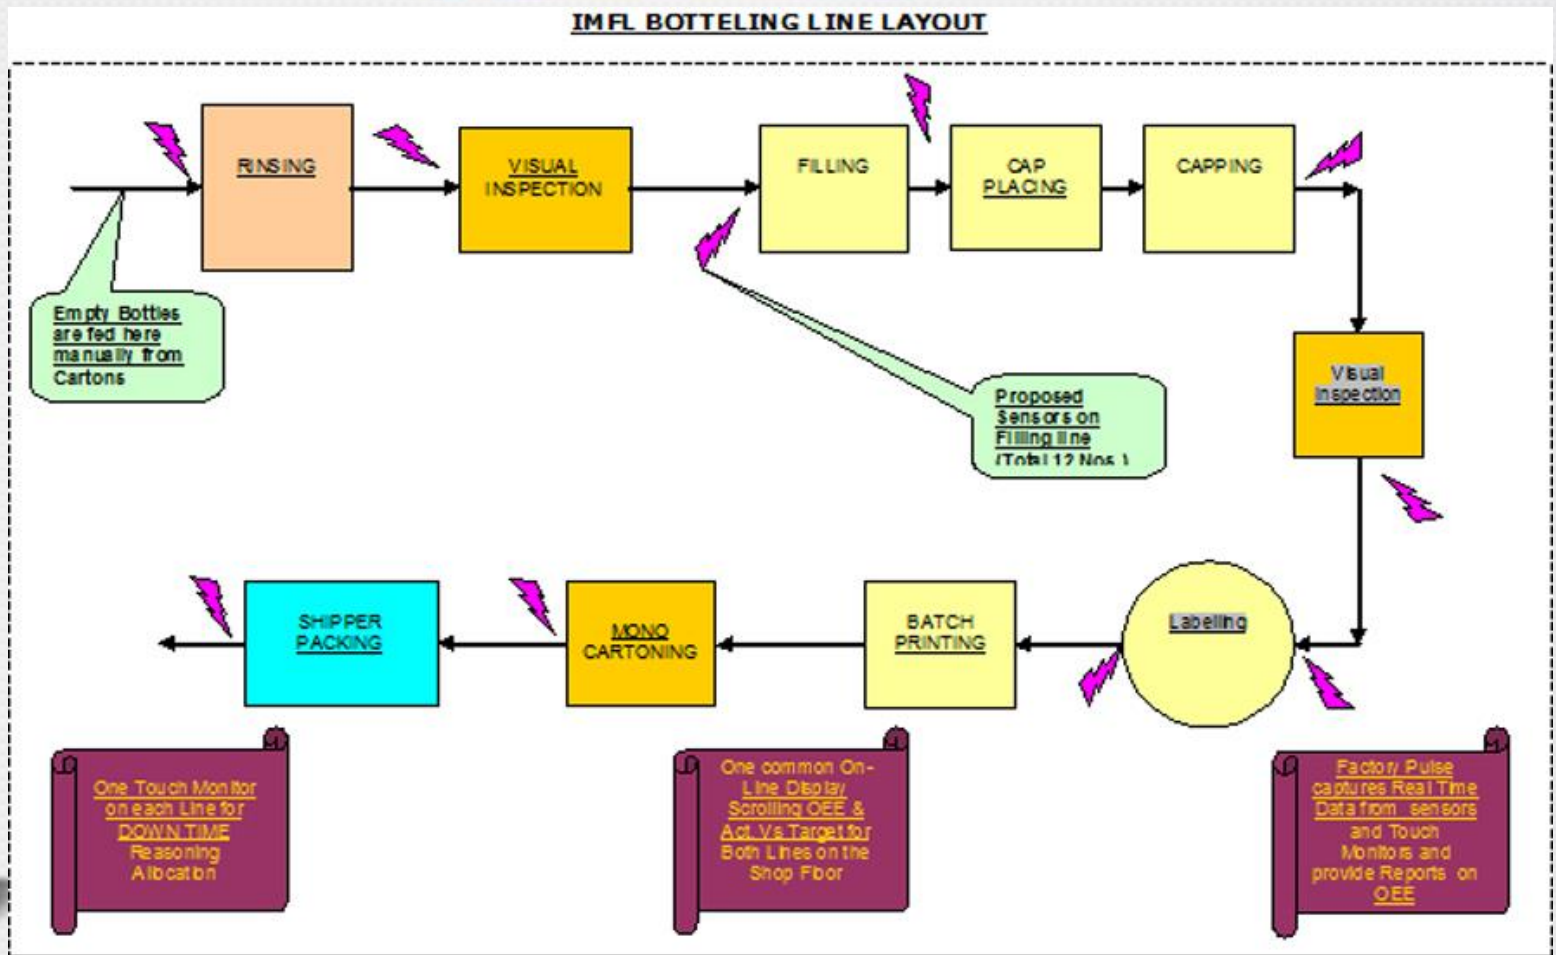 IMFL BOTTELING LINE LAYOUT
RINSING
VISUAL
INSPECTION
FILLING
CAP
PLACING
CAPPING
Empty Bottles
are fed here
manually from
Cartons
Proposed
Sensors on
Filling line
(Total 12 Nos.)
Visual
Inspection
SHIPPER
PACKING
MONO
CARTONING
BATCH
PRINTING
Labelling
One Touch Monitor
on each Line for
DOWN TIME
Reasoning
Allocation
One common On-
Line Display
Scrolling OEE &
Act. Vs Target for
Both Lines on the
Shop Floor
Factory Pulse
captures Real Time
Data from sensors
and Touch
Monitors and
provide Reports on
OEE